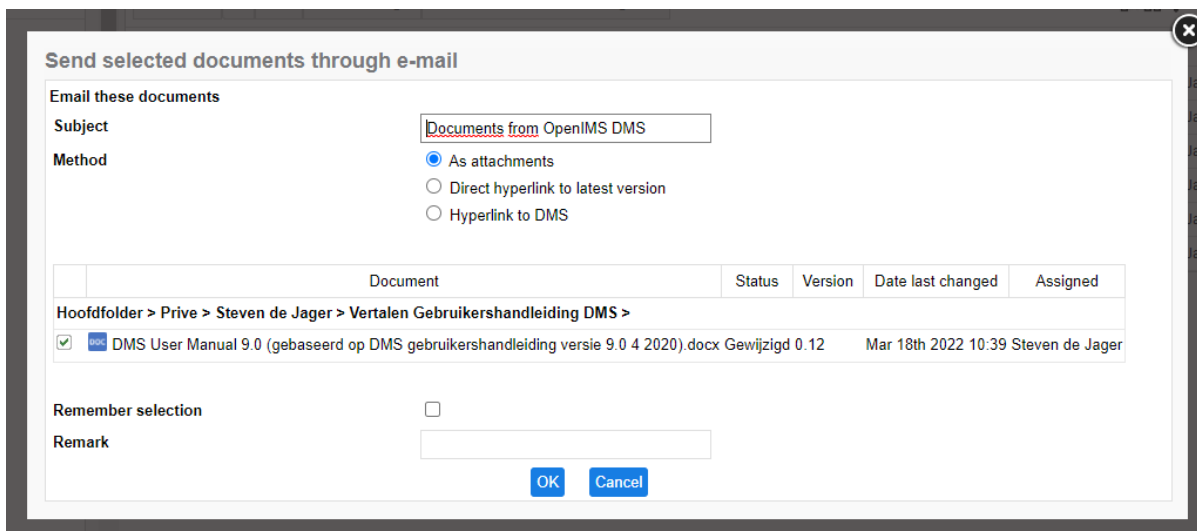 Send selected documents through e-mail
Email these documents
Subject Documents from OpenIMS DMS
Method As attachments
Direct hyperlink to latest version
Hyperlink to DMS
Document Status Version Date last changed Assigned
Hoofdfolder > Prive > Steven de Jager > Vertalen Gebruikershandleiding DMS >
DOC DMS User Manual 9.0 (gebaseerd op DMS gebruikershandleiding versie 9.0 4 2020).docx Gewijzigd 0.12 Mar 18th 2022 10:39 Steven de Jager
Remember selection
Remark
OK Cancel